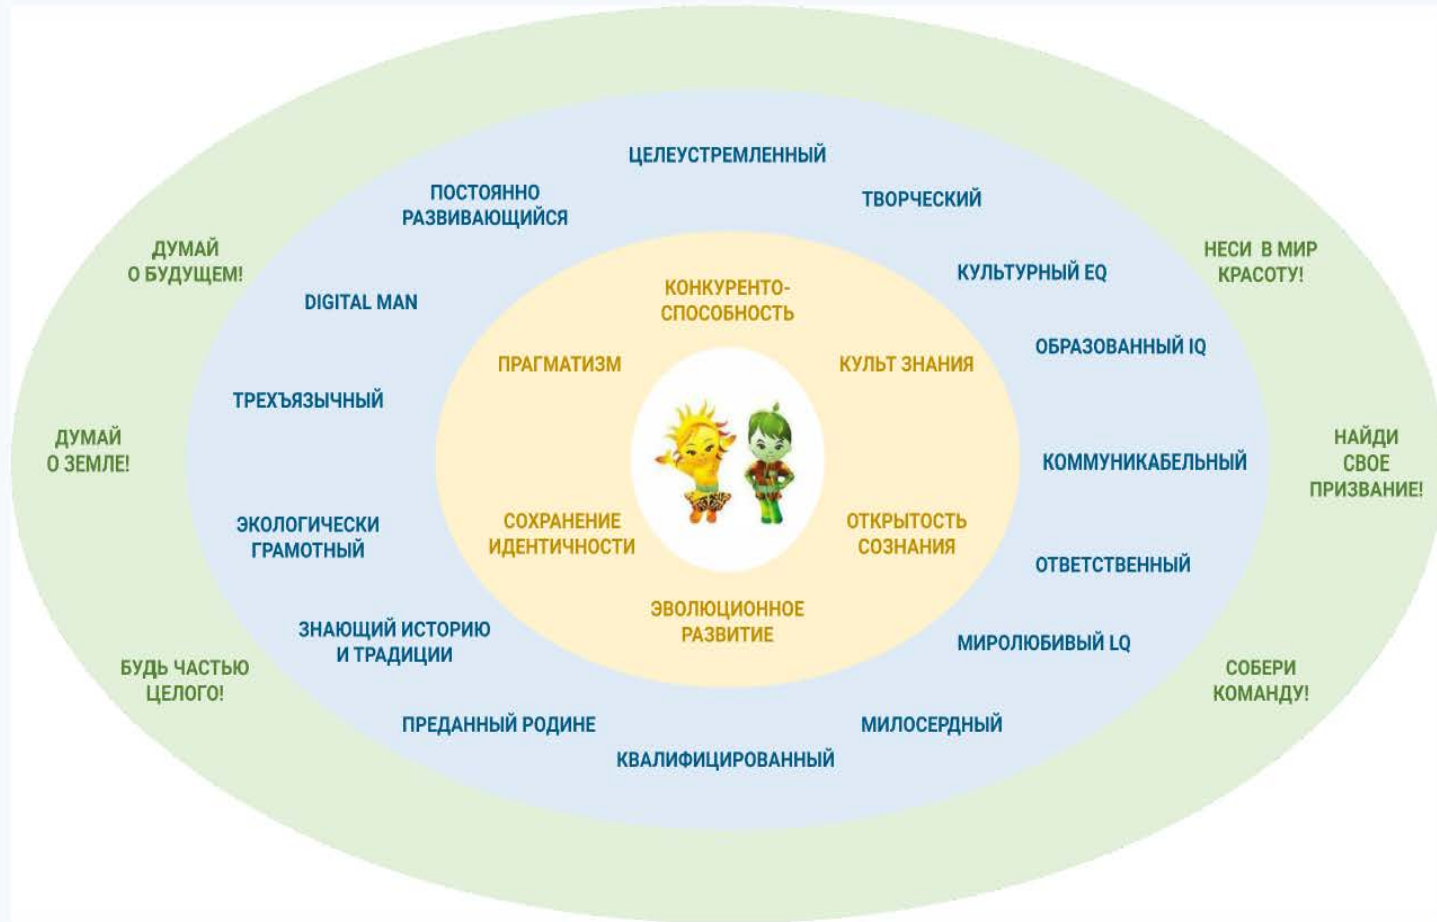 ЦЕЛЕУСТРЕМЛЕННЫЙ
ПОСТОЯННО
РАЗВИВАЮЩИЙСЯ
ТВОРЧЕСКИЙ
ДУМАЙ
О БУДУЩЕМ!
НЕСИ В МИР
КРАСОТУ!
DIGITAL MAN
КУЛЬТУРНЫЙ EQ
КОНКУРЕНТО-
СПОСОБНОСТЬ
ОБРАЗОВАННЫЙ IQ
ПРАГМАТИЗМ
КУЛЬТ ЗНАНИЯ
ТРЕХЪЯЗЫЧНЫЙ
ДУМАЙ
О ЗЕМЛЕ!
КОММУНИКАБЕЛЬНЫЙ
НАЙДИ
СВОЕ
ПРИЗВАНИЕ!
ЭКОЛОГИЧЕСКИ
ГРАМОТНЫЙ
СОХРАНЕНИЕ
ИДЕНТИЧНОСТИ
ОТКРЫТОСТЬ
СОЗНАНИЯ
ОТВЕТСТВЕННЫЙ
ЭВОЛЮЦИОННОЕ
РАЗВИТИЕ
ЗНАЮЩИЙ ИСТОРИЮ
И ТРАДИЦИИ
МИРОЛЮБИВЫЙ LQ
БУДЬ ЧАСТЬЮ
ЦЕЛОГО!
СОБЕРИ
КОМАНДУ!
ПРЕДАННЫЙ РОДИНЕ
МИЛОСЕРДНЫЙ
КВАЛИФИЦИРОВАННЫЙ